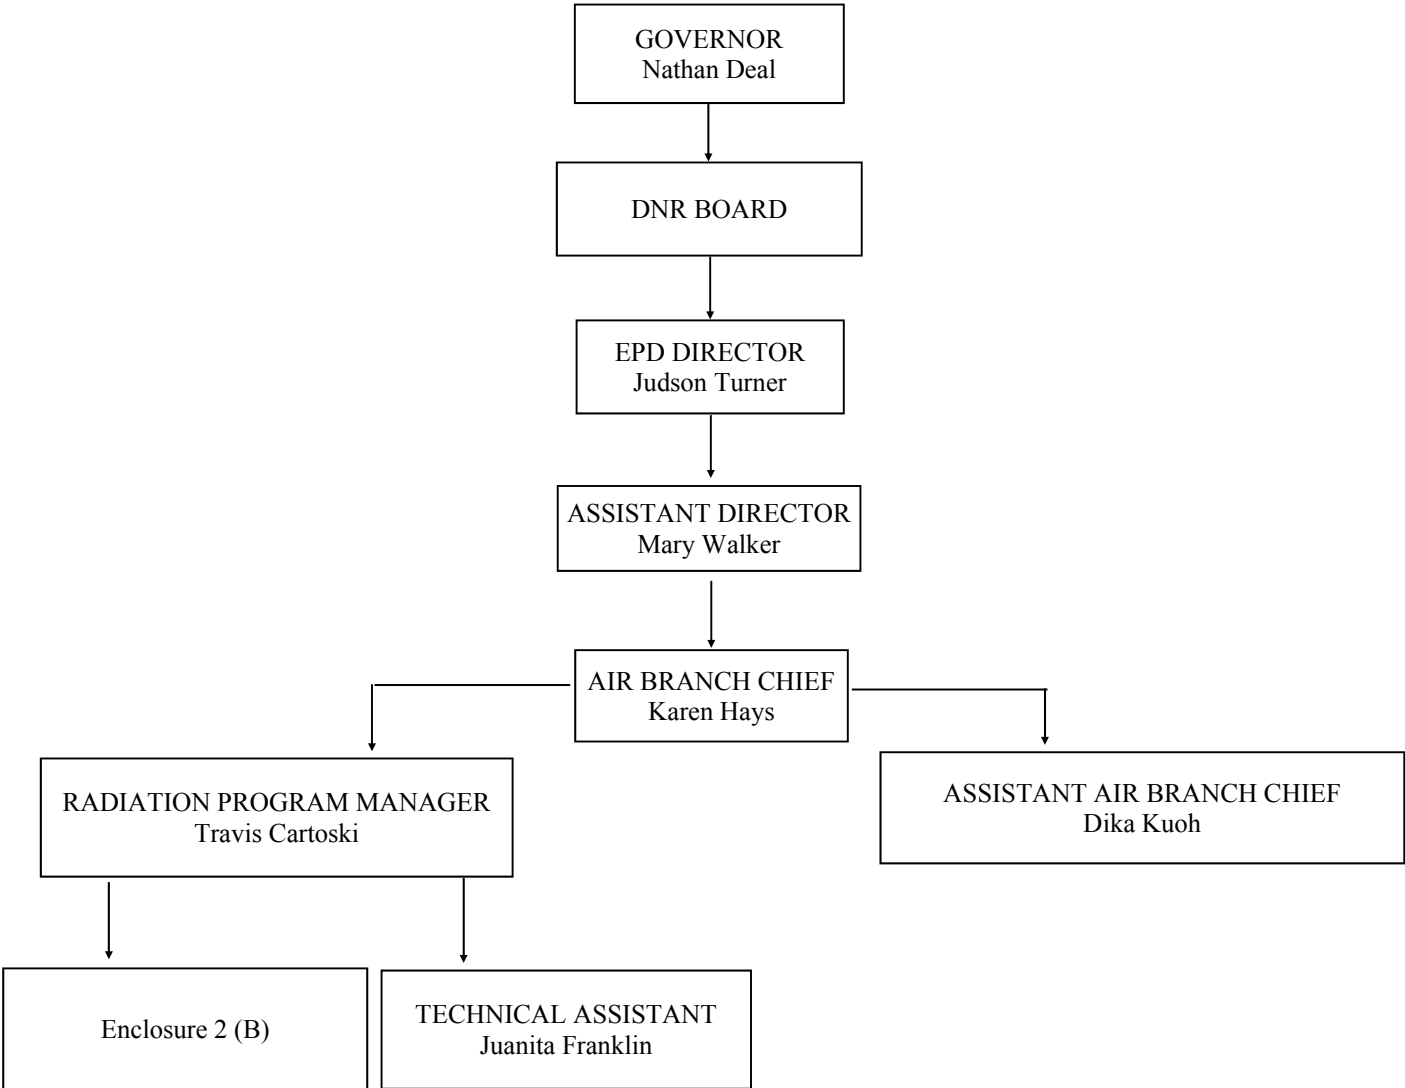 GOVERNOR
Nathan Deal
DNR BOARD
EPD DIRECTOR
Judson Turner
ASSISTANT DIRECTOR
Mary Walker
AIR BRANCH CHIEF
Karen Hays
RADIATION PROGRAM MANAGER
Travis Cartoski
ASSISTANT AIR BRANCH CHIEF
Dika Kuoh
Enclosure 2 (B)
TECHNICAL ASSISTANT
Juanita Franklin